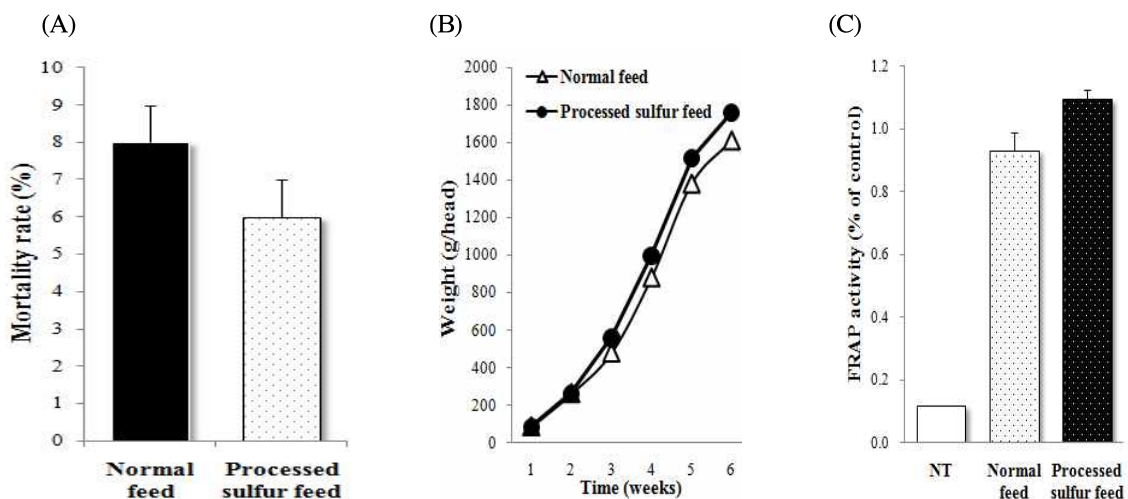 (A)
Mortality rate (%)
10
9
8
7
6
5
4
3
2
1
0
Normal
feed
Processed
sulfur feed
(B)
Weight (g/head)
2000
1800
1600
1400
1200
1000
800
600
400
200
0
Normal feed
Processed sulfur feed
1 2 3 4 5 6
Time (weeks)
(C)
FRAP activity (% of control)
1.2
1.0
0.8
0.6
0.4
0.2
0.0
NT
Normal
feed
Processed
sulfur feed